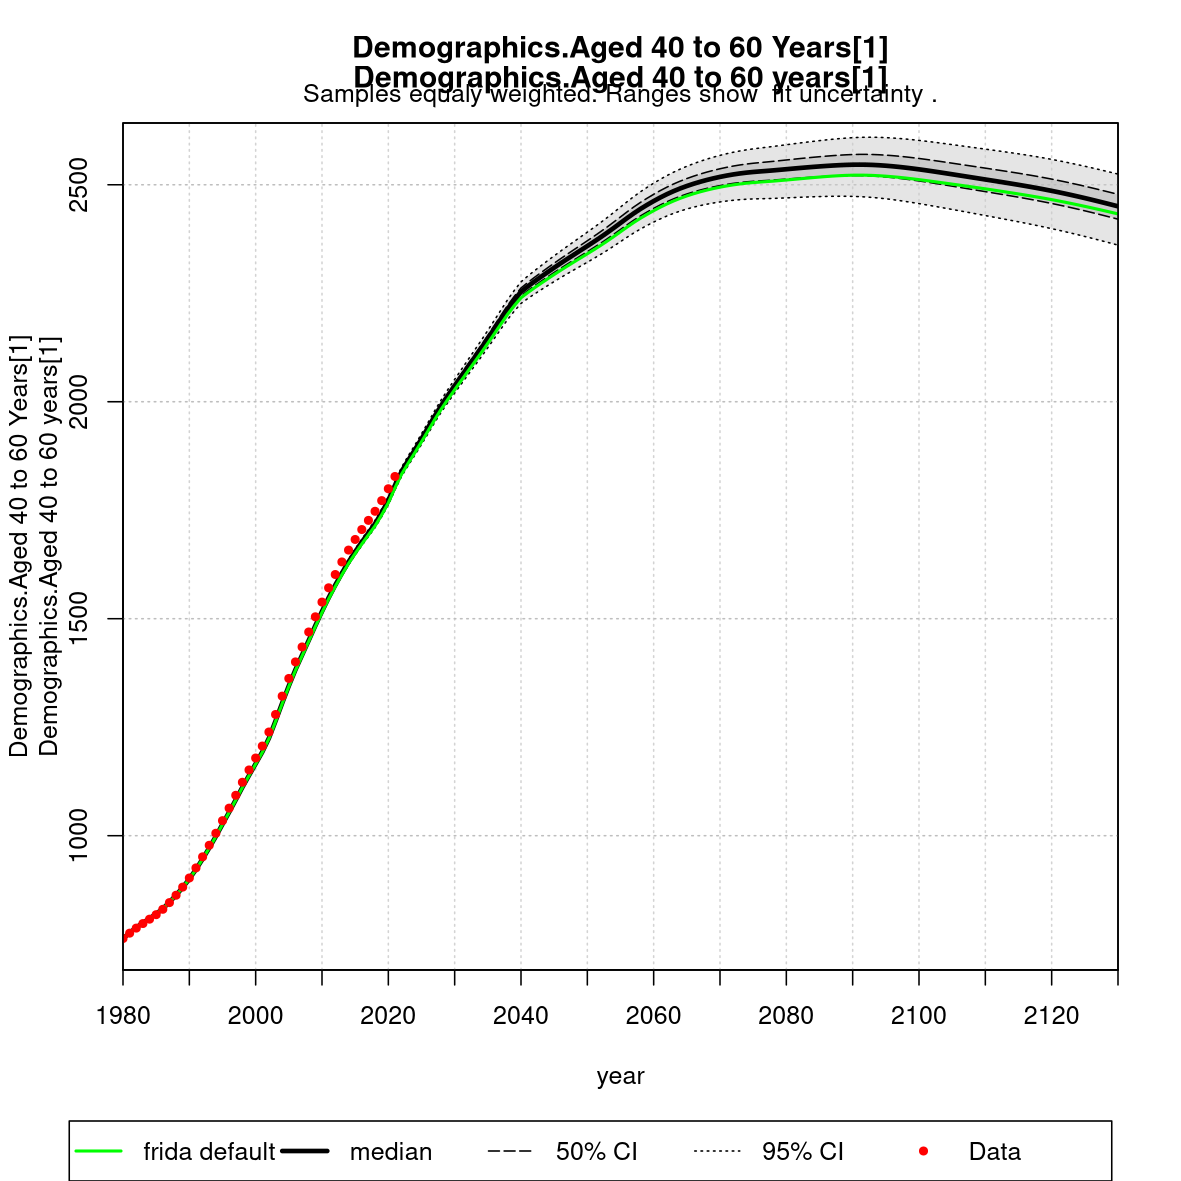 Demographics.Aged 40 to 60 Years[1]
Demographics.Aged 40 to 60 years[1]
Samples equaly weighted. Ranges show  fit uncertainty .
Demographics.Aged 40 to 60 Years[1]
Demographics.Aged 40 to 60 years[1]
2500
2000
1500
1000
1980 2000 2020 2040 2060 2080 2100 2120
year
frida default median 50% CI 95% CI Data